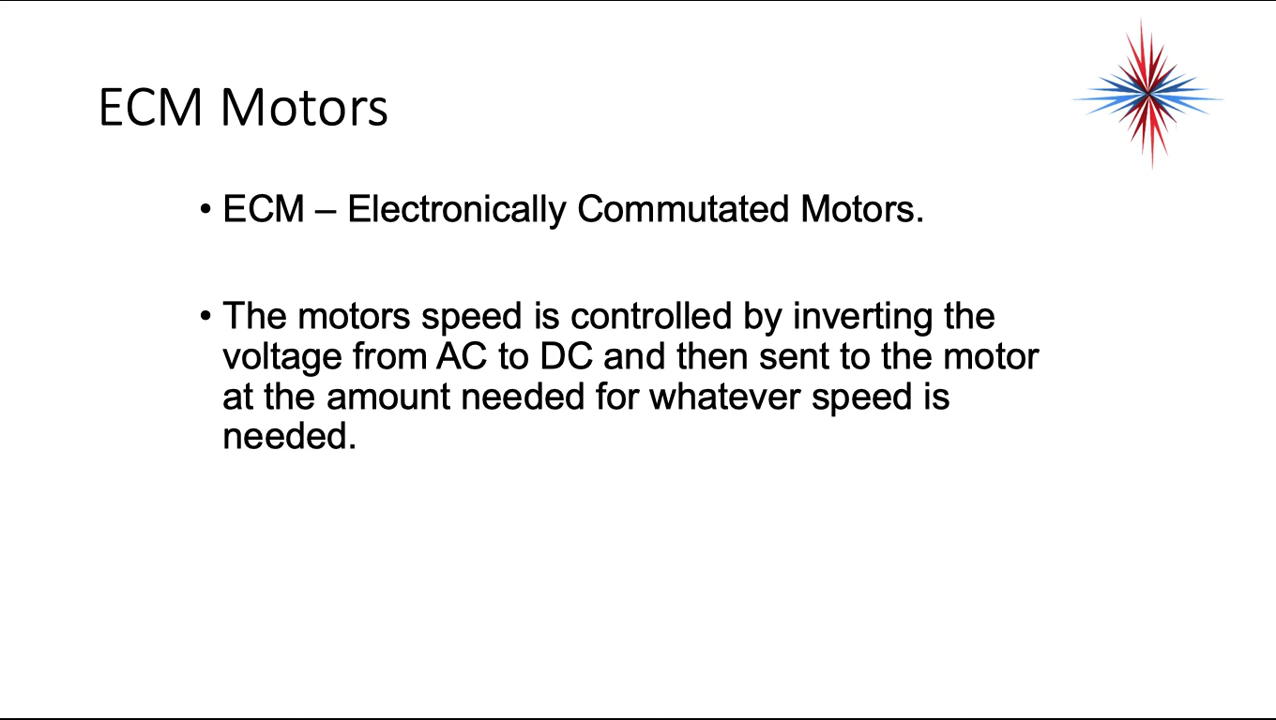 ECM Motors
• ECM – Electronically Commutated Motors.
• The motors speed is controlled by inverting the
voltage from AC to DC and then sent to the motor
at the amount needed for whatever speed is
needed.